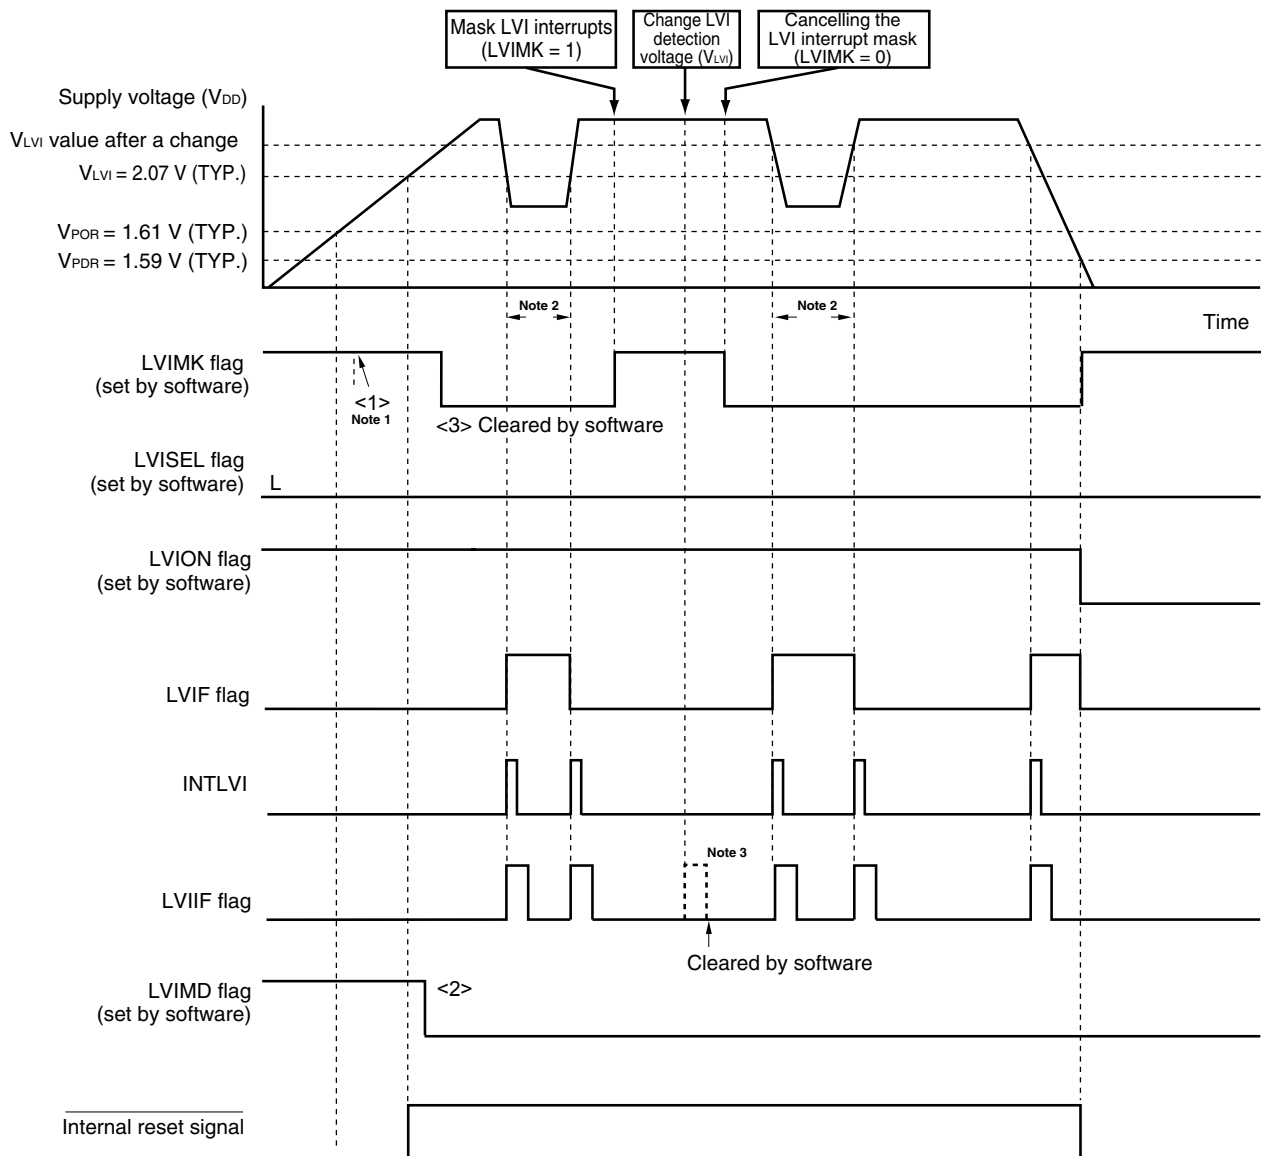 Mask LVI interrupts
(LVIMK = 1)
Change LVI
detection
voltage (VLVI)
Cancelling the
LVI interrupt mask
(LVIMK = 0)
Supply voltage (VDD)
VLVI value after a change
VLVI = 2.07 V (TYP.)
VPOR = 1.61 V (TYP.)
VPDR = 1.59 V (TYP.)
Note 2
Note 2
Time
LVIMK flag
(set by software)
<1>
Note 1
<3> Cleared by software
LVISEL flag
(set by software)
L
LVION flag
(set by software)
LVIF flag
INTLVI
Note 3
LVIIF flag
Cleared by software
LVIMD flag
(set by software)
<2>
Internal reset signal